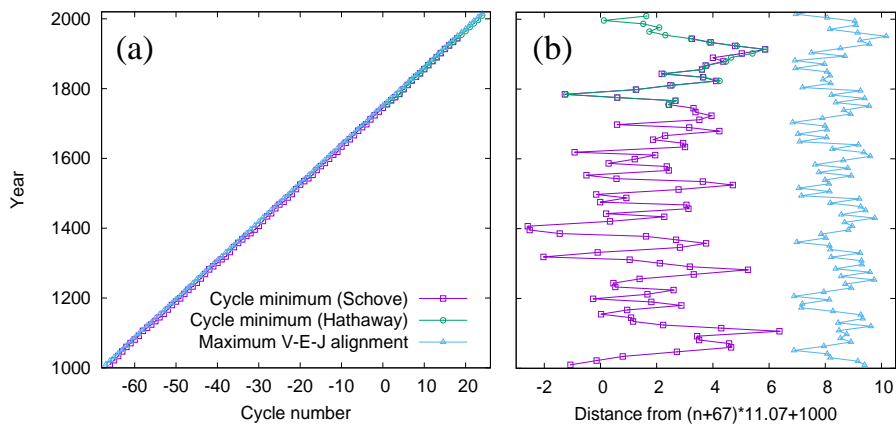 (a)
(b)
2000
1800
1600
1400
1200
1000
Year
Cycle minimum (Schove)
Cycle minimum (Hathaway)
Maximum V-E-J alignment
-60 -50 -40 -30 -20 -10 0 10 20
-2 0 2 4 6 8 10
Cycle number
Distance from (n+67)*11.07+1000